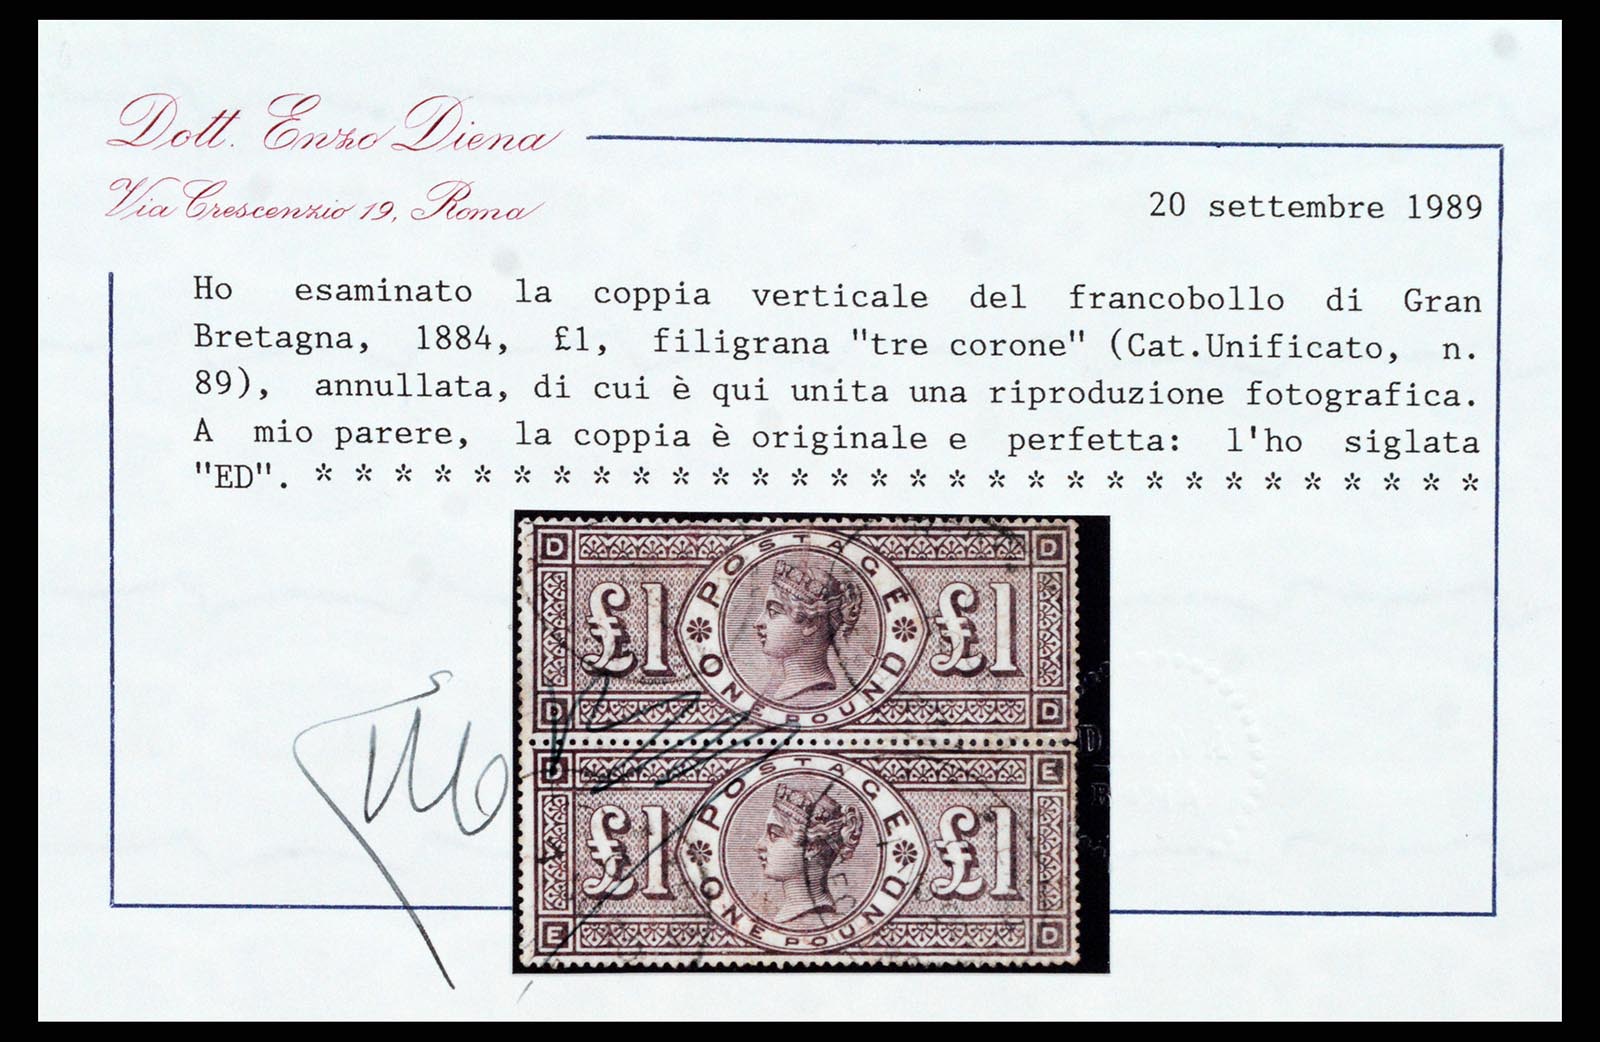 Dott. Enzo Diena
Via Crescenzio 19, Roma
20 settembre 1989
Ho esaminato la coppia verticale del francobollo di Gran
Bretagna, 1884, £1, filigrana "tre corone" (Cat.Unificato, n.
89), annullata, di cui è qui unita una riproduzione fotografica.
A mio parere, la coppia è originale e perfetta: l'ho siglata
"ED". * * * * * * * * * * * * * * * * * * * * * * * * * * * * * *
D D
POSTAGE
£1 £1
ONE POUND
D D
D E
POSTAGE
£1 £1
ONE POUND
E D